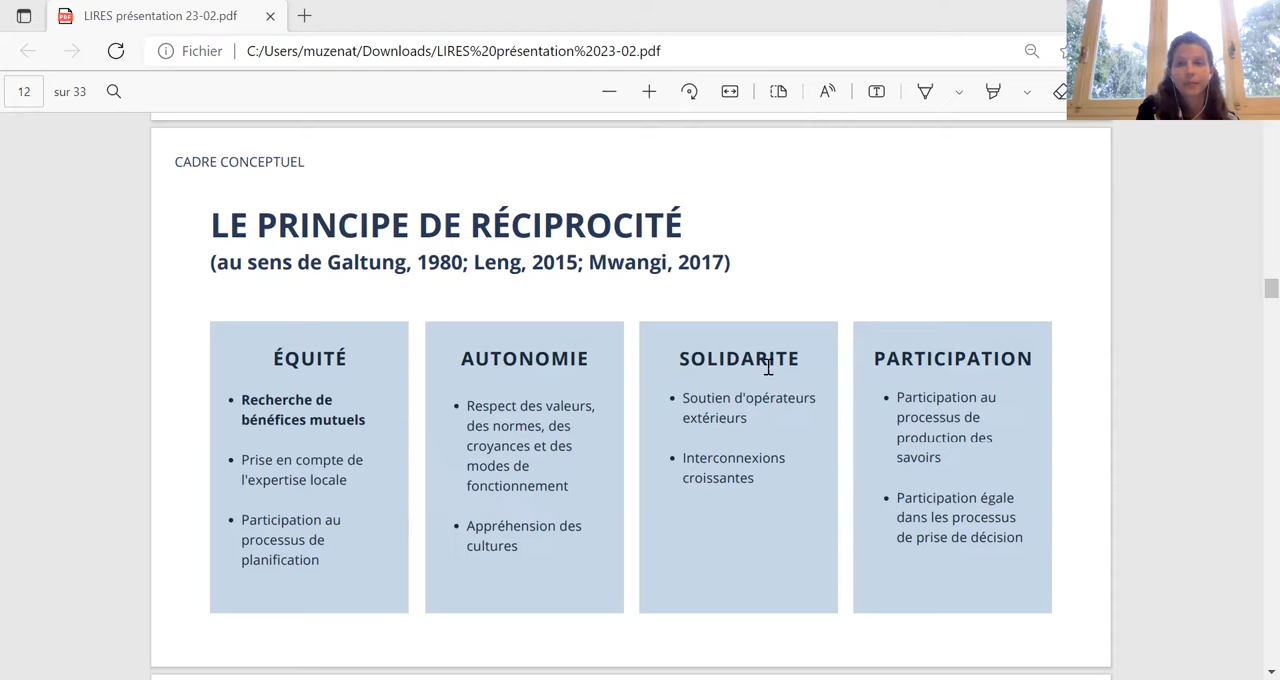 LIRES présentation 23-02.pdf
Fichier
C:/Users/muzenat/Downloads/LIRES%20présentation%2023-02.pdf
12
sur 33
CADRE CONCEPTUEL
LE PRINCIPE DE RÉCIPROCITÉ
(au sens de Galtung, 1980; Leng, 2015; Mwangi, 2017)
ÉQUITÉ
• Recherche de
bénéfices mutuels
• Prise en compte de
l'expertise locale
• Participation au
processus de
planification
AUTONOMIE
• Respect des valeurs,
des normes, des
croyances et des
modes de
fonctionnement
• Appréhension des
cultures
SOLIDARITE
• Soutien d'opérateurs
extérieurs
• Interconnexions
croissantes
PARTICIPATION
• Participation au
processus de
production des
savoirs
• Participation égale
dans les processus
de prise de décision